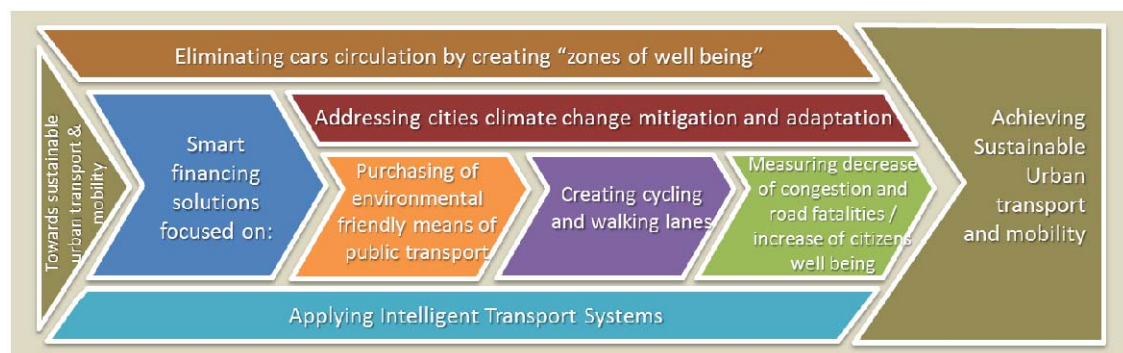 Eliminating cars circulation by creating “zones of well being”
Towards sustainable
urban transport &
mobility
Smart
financing
solutions
focused on:
Addressing cities climate change mitigation and adaptation
Purchasing of
environmental
friendly means of
public transport
Creating cycling
and walking lanes
Measuring decrease
of congestion and
road fatalities /
increase of citizens
well being
Applying Intelligent Transport Systems
Achieving
Sustainable
Urban
transport
and mobility